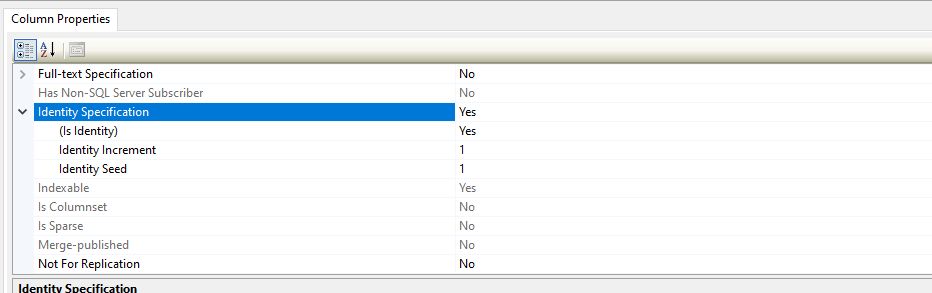 Column Properties
A Z
Full-text Specification No
Has Non-SQL Server Subscriber No
Identity Specification Yes
(Is Identity) Yes
Identity Increment 1
Identity Seed 1
Indexable Yes
Is Columnset No
Is Sparse No
Merge-published No
Not For Replication No
Identity Specification